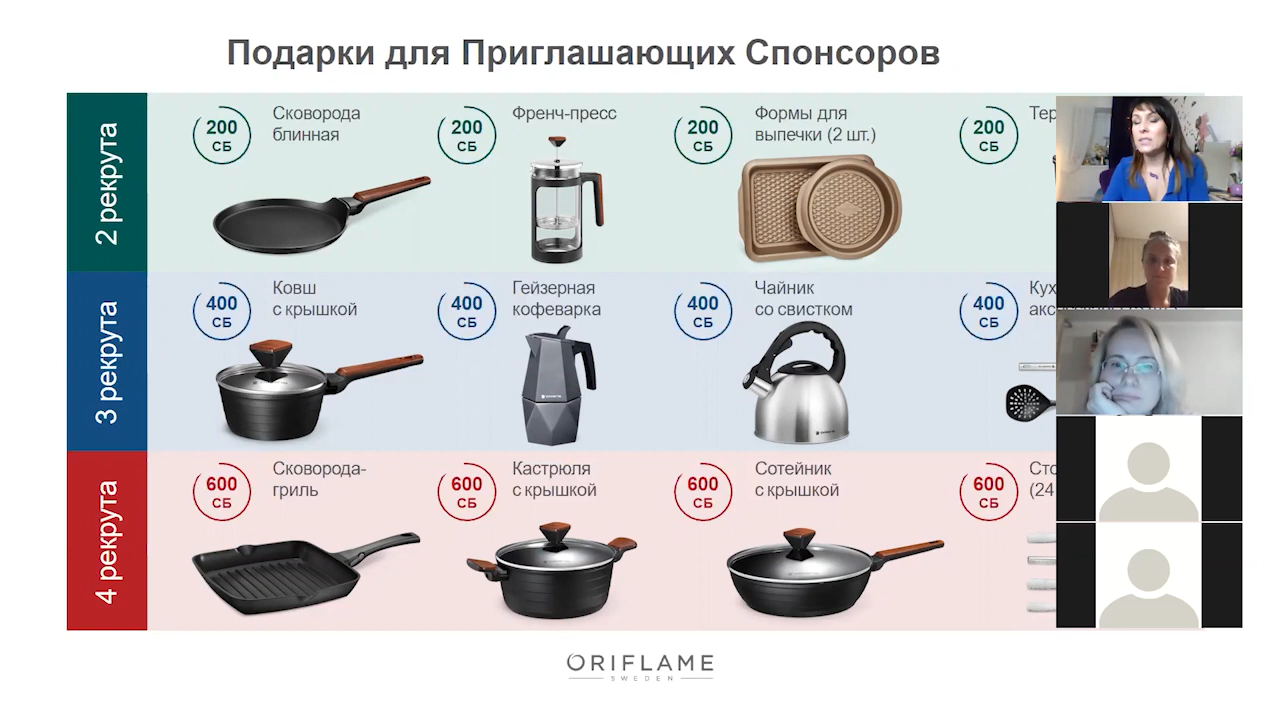 Подарки для Приглашающих Спонсоров
2 рекрута
200
СБ
Сковорода
блинная
200
СБ
Френч-пресс
200
СБ
Формы для
выпечки (2 шт.)
200
СБ
3 рекрута
400
СБ
Ковш
с крышкой
400
СБ
Гейзерная
кофеварка
400
СБ
Чайник
со свистком
400
СБ
4 рекрута
600
СБ
Сковорода-
гриль
600
СБ
Кастрюля
с крышкой
600
СБ
Сотейник
с крышкой
600
СБ
(24
ORIFLAME
SWEDEN